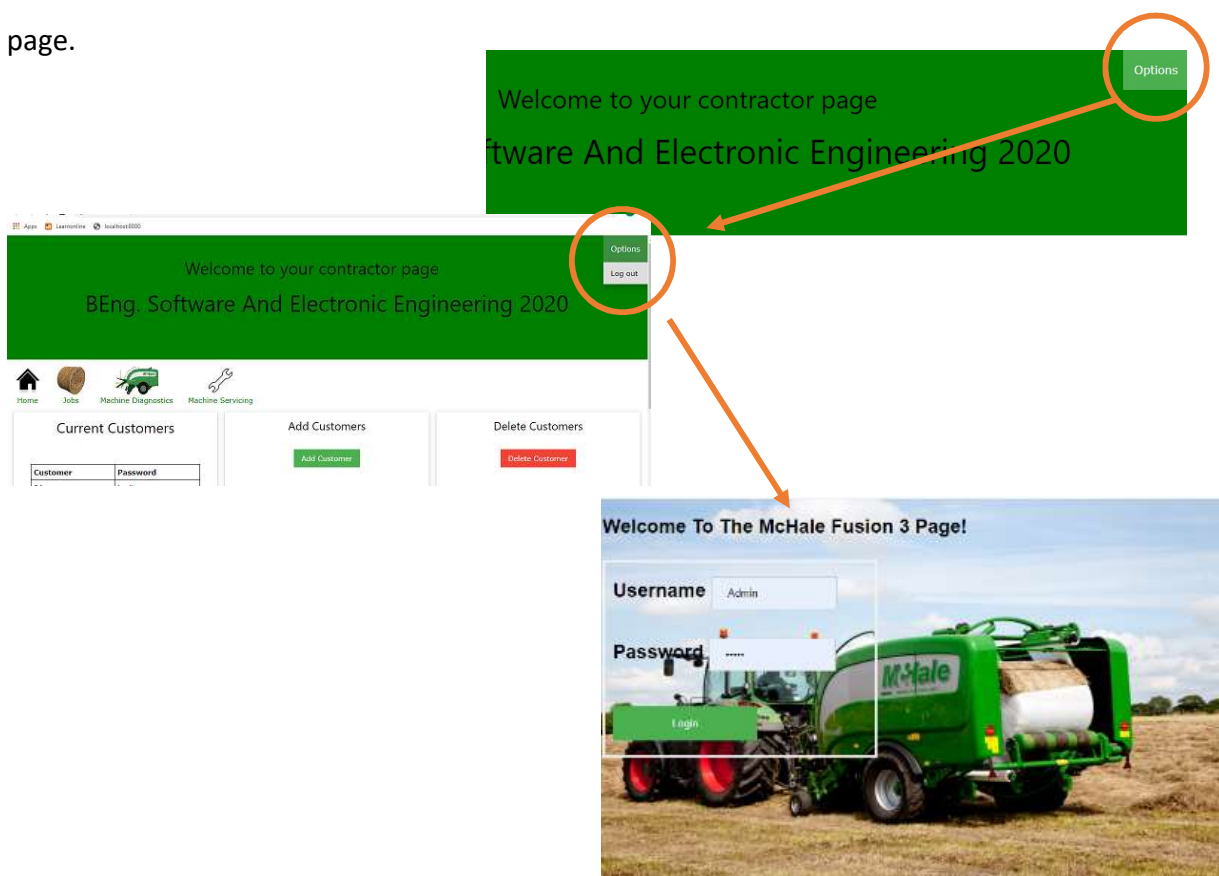 page.
Options
Welcome to your contractor page
ftware And Electronic Engineering 2020
Apps Learnonline localhost:8000
Options
Log out
Welcome to your contractor page
BEng. Software And Electronic Engineering 2020
Home Jobs Machine Diagnostics Machine Servicing
Current Customers Add Customers Delete Customers
Add Customer Delete Customer
Customer Password
Welcome To The McHale Fusion 3 Page!
Username Admin
Password .....
McHale
Login